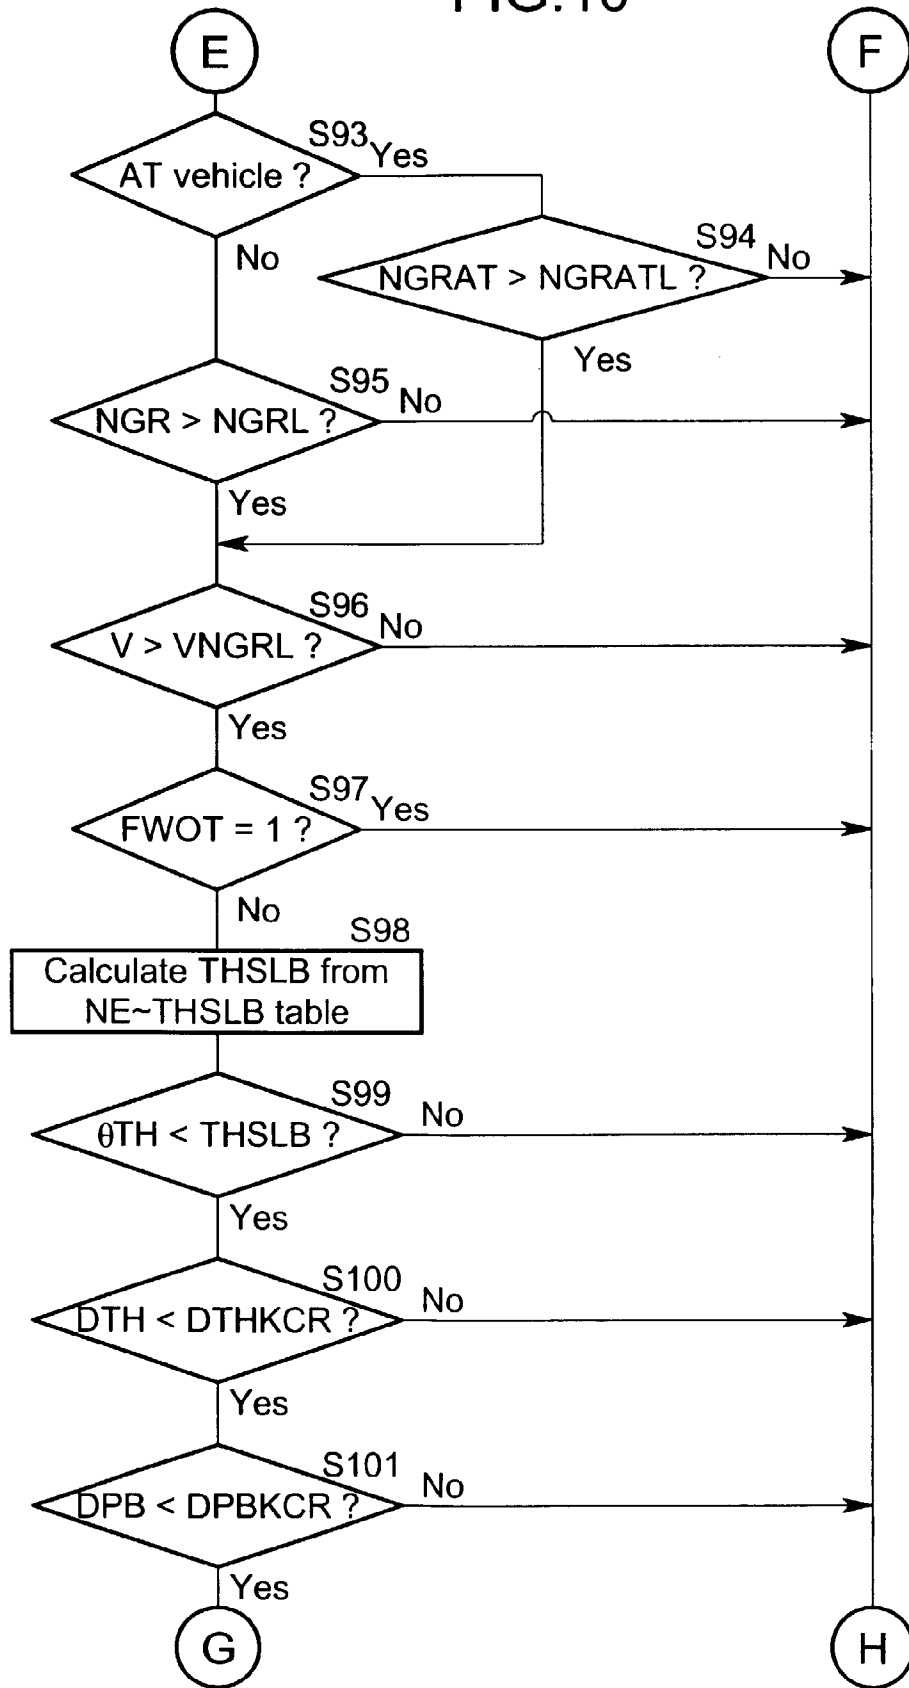 FIG.10
E
F
S93
AT vehicle ?
Yes
No
S94
NGRAT > NGRATL ?
No
Yes
S95
NGR > NGRL ?
No
Yes
S96
V > VNGRL ?
No
Yes
S97
FWOT = 1 ?
Yes
No
S98
Calculate THSLB from
NE~THSLB table
S99
θTH < THSLB ?
No
Yes
S100
DTH < DTHKCR ?
No
Yes
S101
DPB < DPBKCR ?
No
Yes
G
H